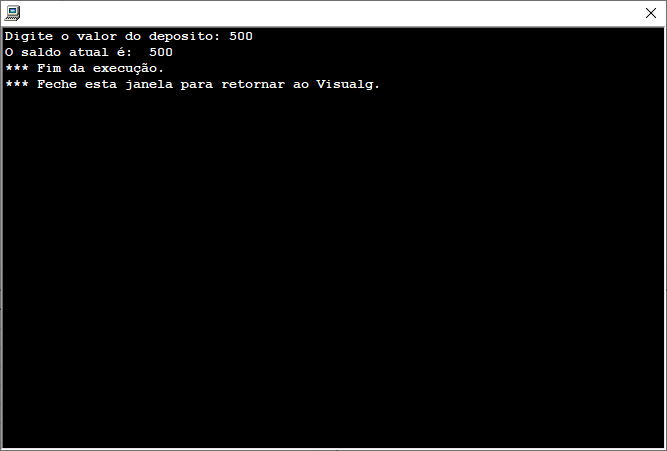 Digite o valor do deposito: 500
O saldo atual é:  500
*** Fim da execução.
*** Feche esta janela para retornar ao Visualg.